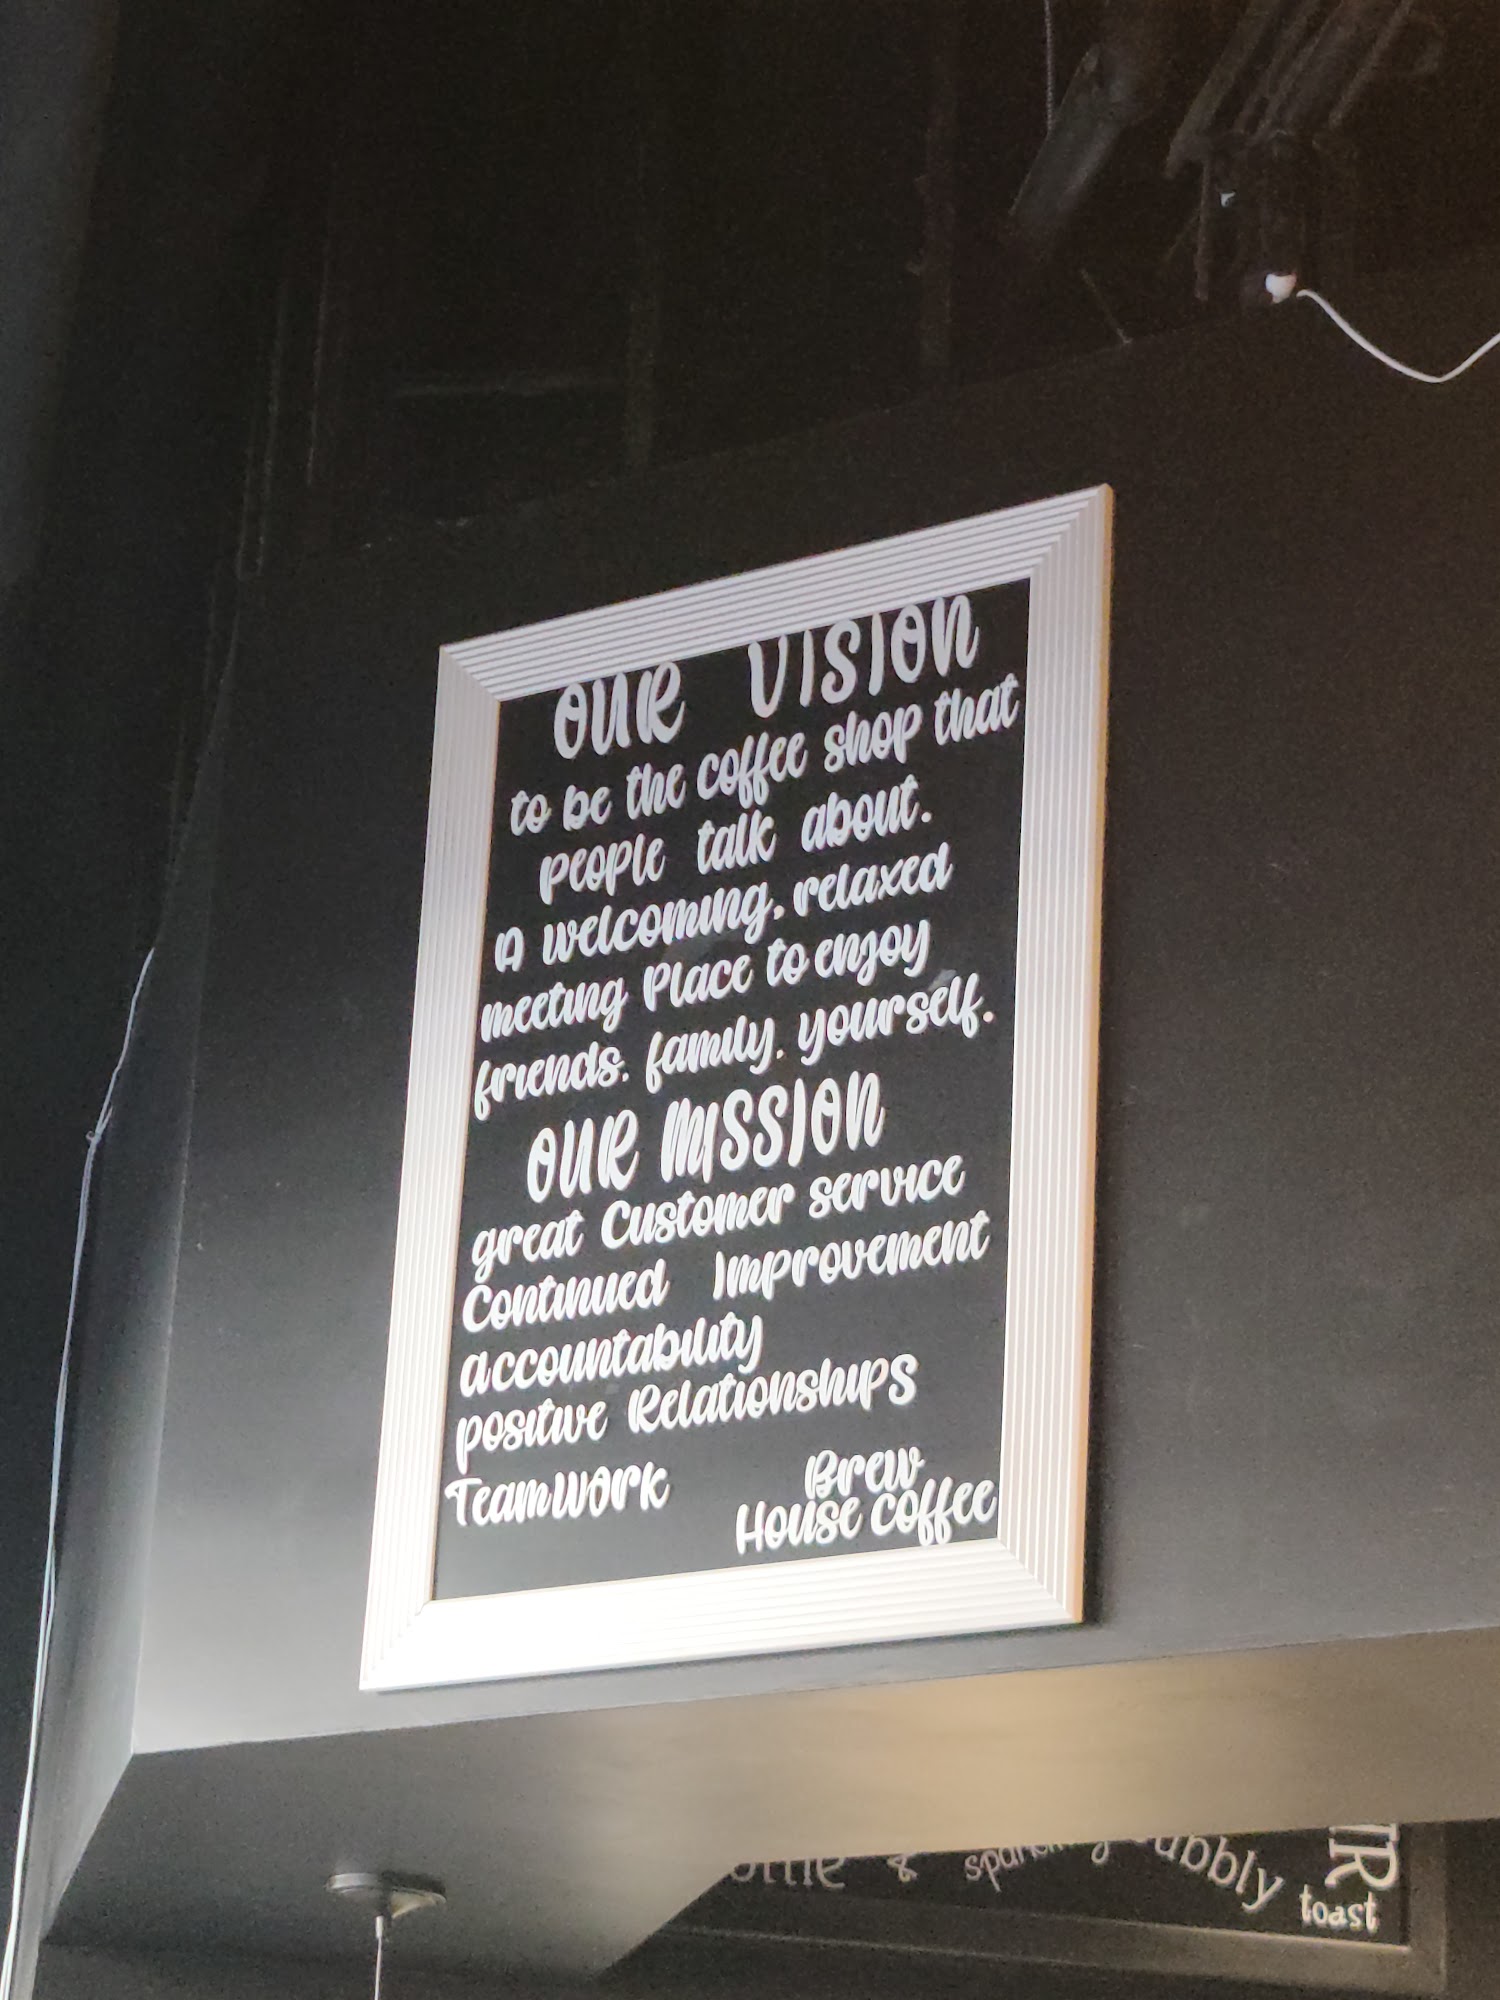 OUR VISION
to be the coffee shop that
people talk about.
A welcoming, relaxed
meeting Place to enjoy
friends. family. yourself.
OUR MISSION
great Customer service
Continued Improvement
accountability
positive Relationships
Teamwork
Brew
House coffee
&
toast